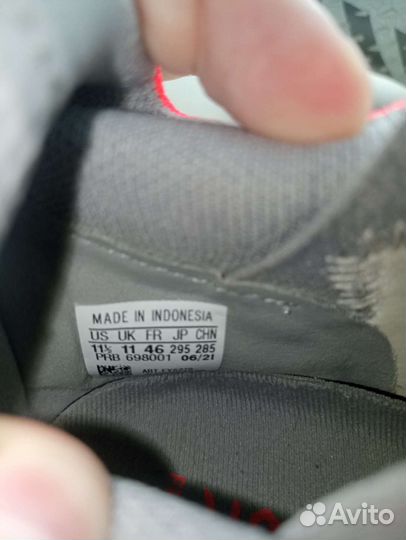 MADE IN INDONESIA
US UK FR JP CHN
11½ 11 46 295 285
PRB 698001 06/21
ART
Avito